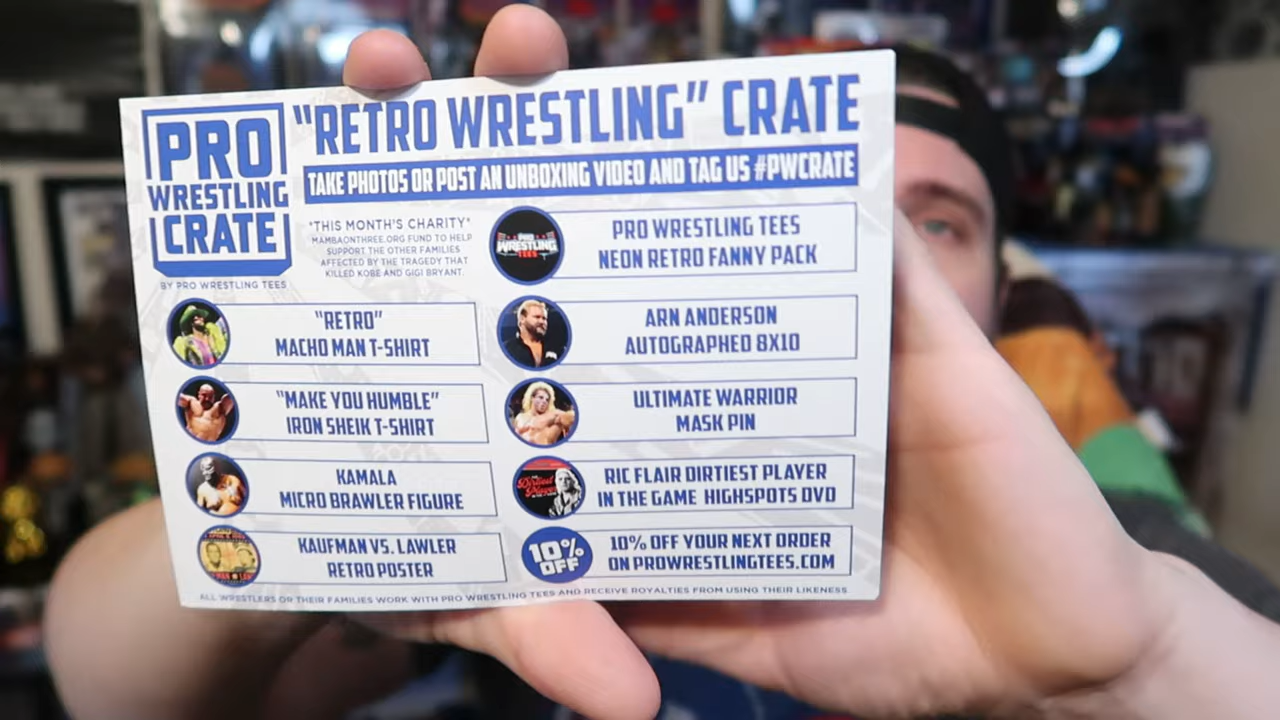 PRO
WRESTLING
CRATE
BY PRO WRESTLING TEES
"RETRO WRESTLING" CRATE
TAKE PHOTOS OR POST AN UNBOXING VIDEO AND TAG US #PWCRATE
*THIS MONTH'S CHARITY*
MAMBAONTHREE.ORG FUND TO HELP
SUPPORT THE OTHER FAMILIES
AFFECTED BY THE TRAGEDY THAT
KILLED KOBE AND GIGI BRYANT.
"RETRO"
MACHO MAN T-SHIRT
"MAKE YOU HUMBLE"
IRON SHEIK T-SHIRT
KAMALA
MICRO BRAWLER FIGURE
KAUFMAN VS. LAWLER
RETRO POSTER
PRO
WRESTLING
TEES
PRO WRESTLING TEES
NEON RETRO FANNY PACK
ARN ANDERSON
AUTOGRAPHED 8X10
ULTIMATE WARRIOR
MASK PIN
Dirtiest
Player
RIC FLAIR DIRTIEST PLAYER
IN THE GAME HIGHSPOTS DVD
10%
OFF
10% OFF YOUR NEXT ORDER
ON PROWRESTLINGTEES.COM
ALL WRESTLERS OR THEIR FAMILIES WORK WITH PRO WRESTLING TEES AND RECEIVE ROYALTIES FROM USING THEIR LIKENESS.